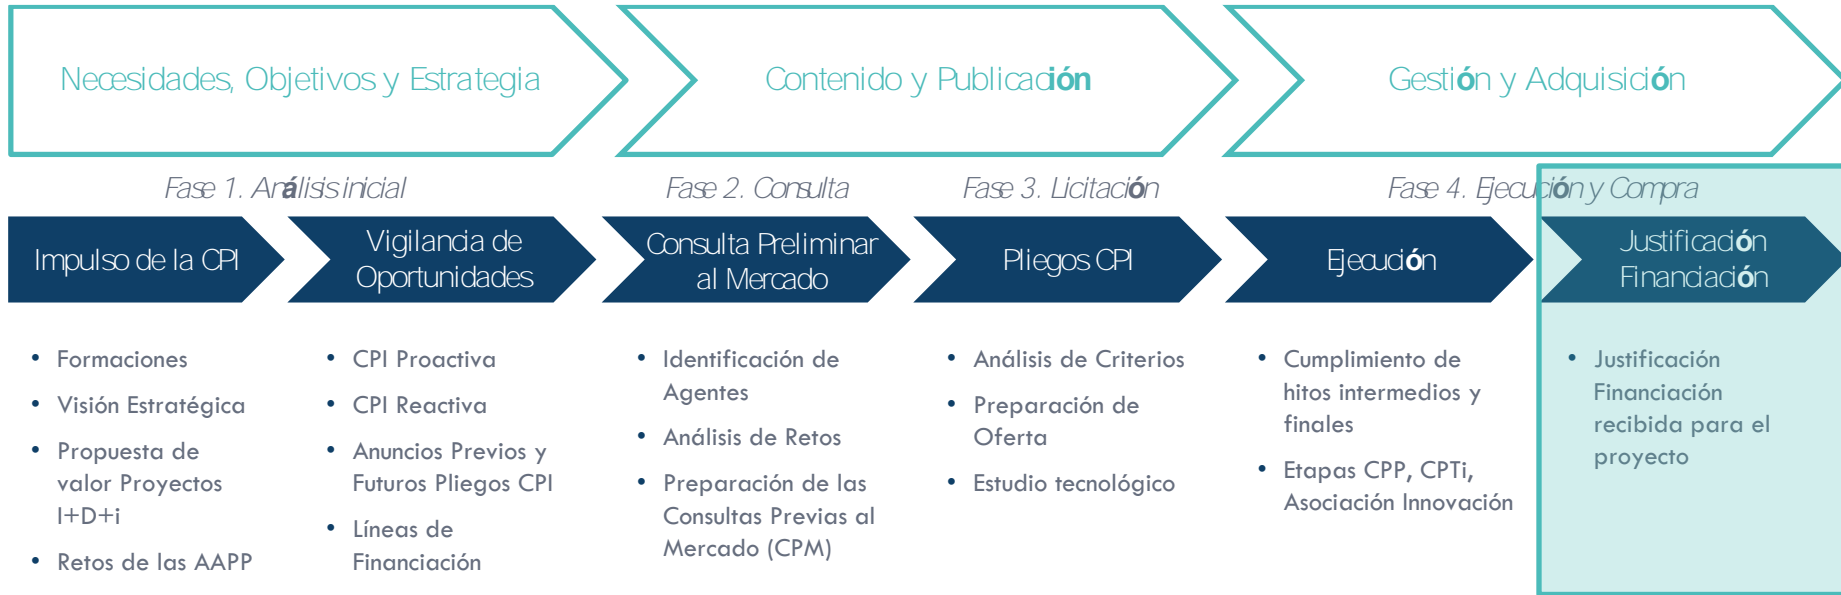 Necesidades, Objetivos y Estrategia
Contenido y Publicación
Gestión y Adquisición
Fase 1. Análisis inicial
Fase 2. Consulta
Fase 3. Licitación
Fase 4. Ejecución y Compra
Impulso de la CPI
Vigilancia de
Oportunidades
Consulta Preliminar
al Mercado
Pliegos CPI
Ejecución
Justificación
Financiación
• Formaciones
• Visión Estratégica
• Propuesta de
valor Proyectos
I+D+i
• Retos de las AAPP
• CPI Proactiva
• CPI Reactiva
• Anuncios Previos y
Futuros Pliegos CPI
• Líneas de
Financiación
• Identificación de
Agentes
• Análisis de Retos
• Preparación de las
Consultas Previas al
Mercado (CPM)
• Análisis de Criterios
• Preparación de
Oferta
• Estudio tecnológico
• Cumplimiento de
hitos intermedios y
finales
• Etapas CPP, CPTi,
Asociación Innovación
• Justificación
Financiación
recibida para el
proyecto